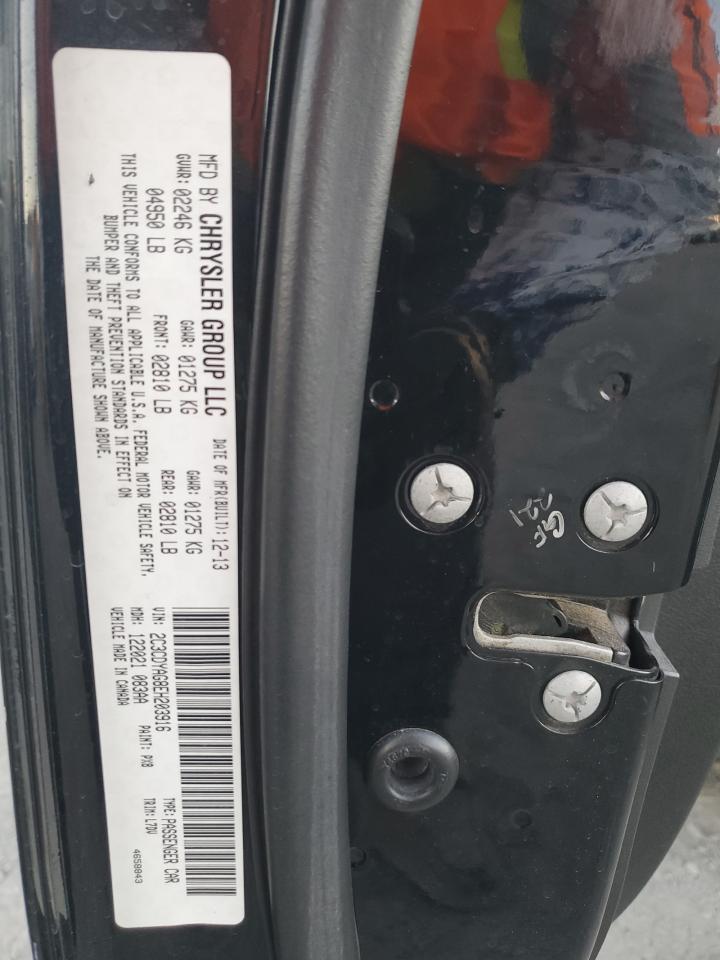 MFD BY CHRYSLER GROUP LLC
DATE OF MFR(BUILT): 12-13
GVWR: 02246 KG
GAWR: 01275 KG
GAWR: 01275 KG
04950 LB
FRONT: 02810 LB
REAR: 02810 LB
THIS VEHICLE CONFORMS TO ALL APPLICABLE U.S.A. FEDERAL MOTOR VEHICLE SAFETY,
BUMPER AND THEFT PREVENTION STANDARDS IN EFFECT ON
THE DATE OF MANUFACTURE SHOWN ABOVE.
VIN: 2C3CDYAG8EH203916
TYPE: PASSENGER CAR
MDH: 122021 083AA
PAINT: PX8
TRIM: L7DV
VEHICLE MADE IN CANADA
4658843
GF
221